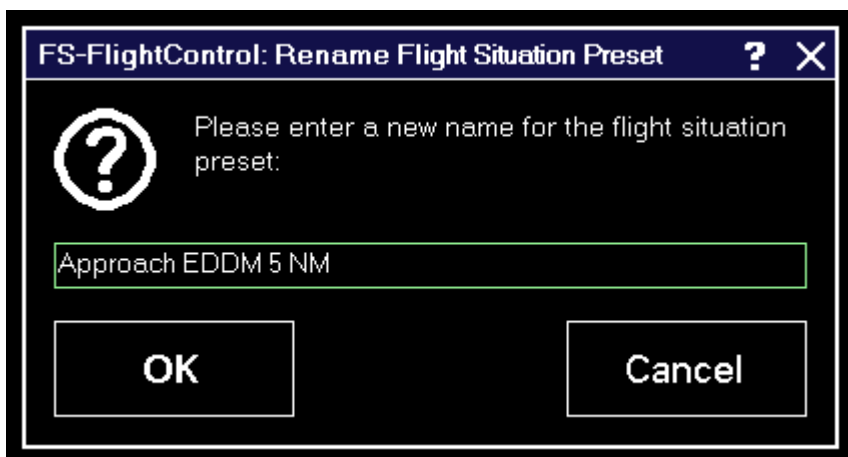 FS-FlightControl: Rename Flight Situation Preset ? X
Please enter a new name for the flight situation
preset:
Approach EDDM 5 NM
OK Cancel